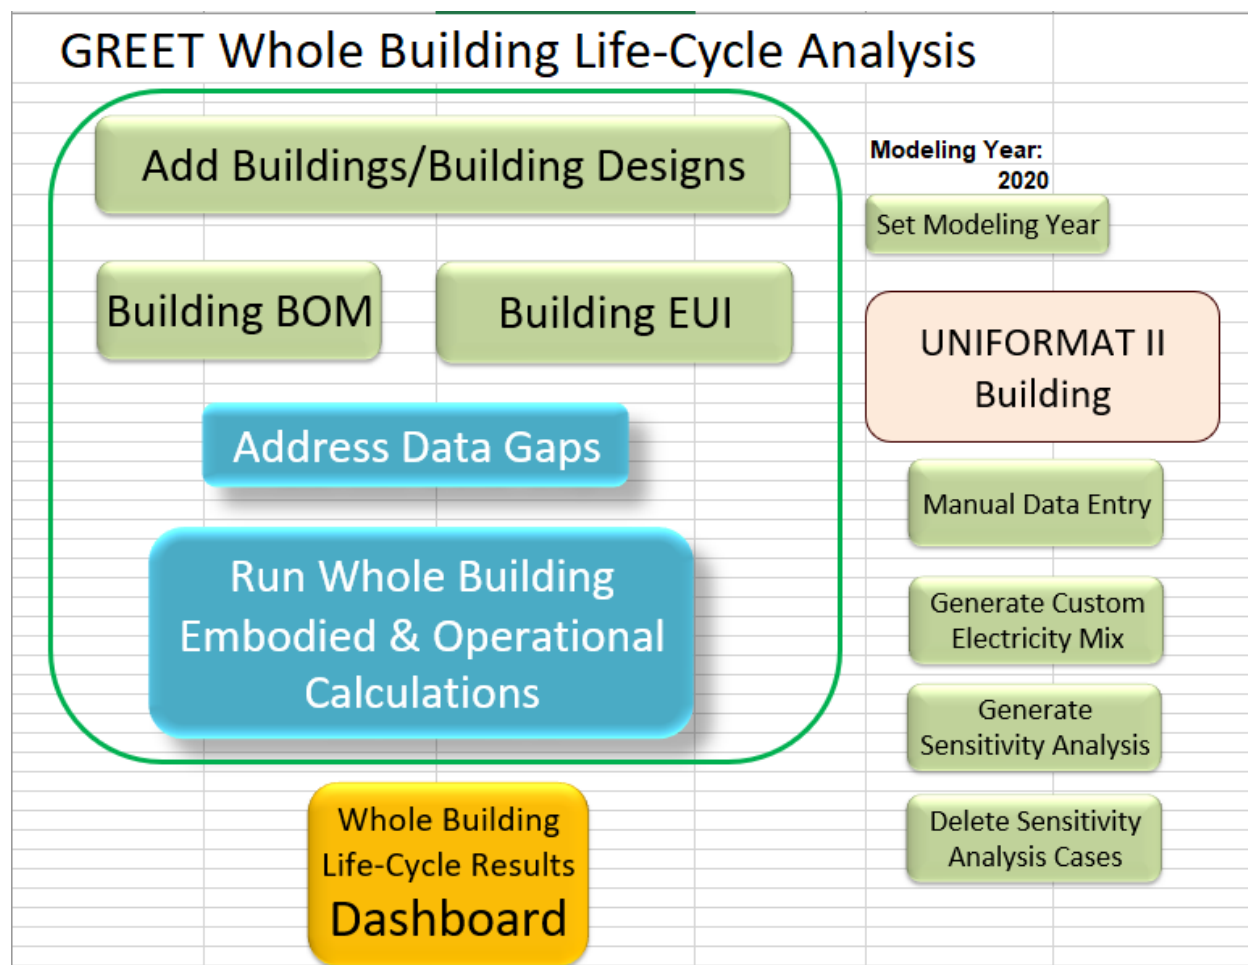 GREET Whole Building Life-Cycle Analysis
Add Buildings/Building Designs
Building BOM
Building EUI
Address Data Gaps
Run Whole Building
Embodied & Operational
Calculations
Whole Building
Life-Cycle Results
Dashboard
Modeling Year:
2020
Set Modeling Year
UNIFORMAT II
Building
Manual Data Entry
Generate Custom
Electricity Mix
Generate
Sensitivity Analysis
Delete Sensitivity
Analysis Cases